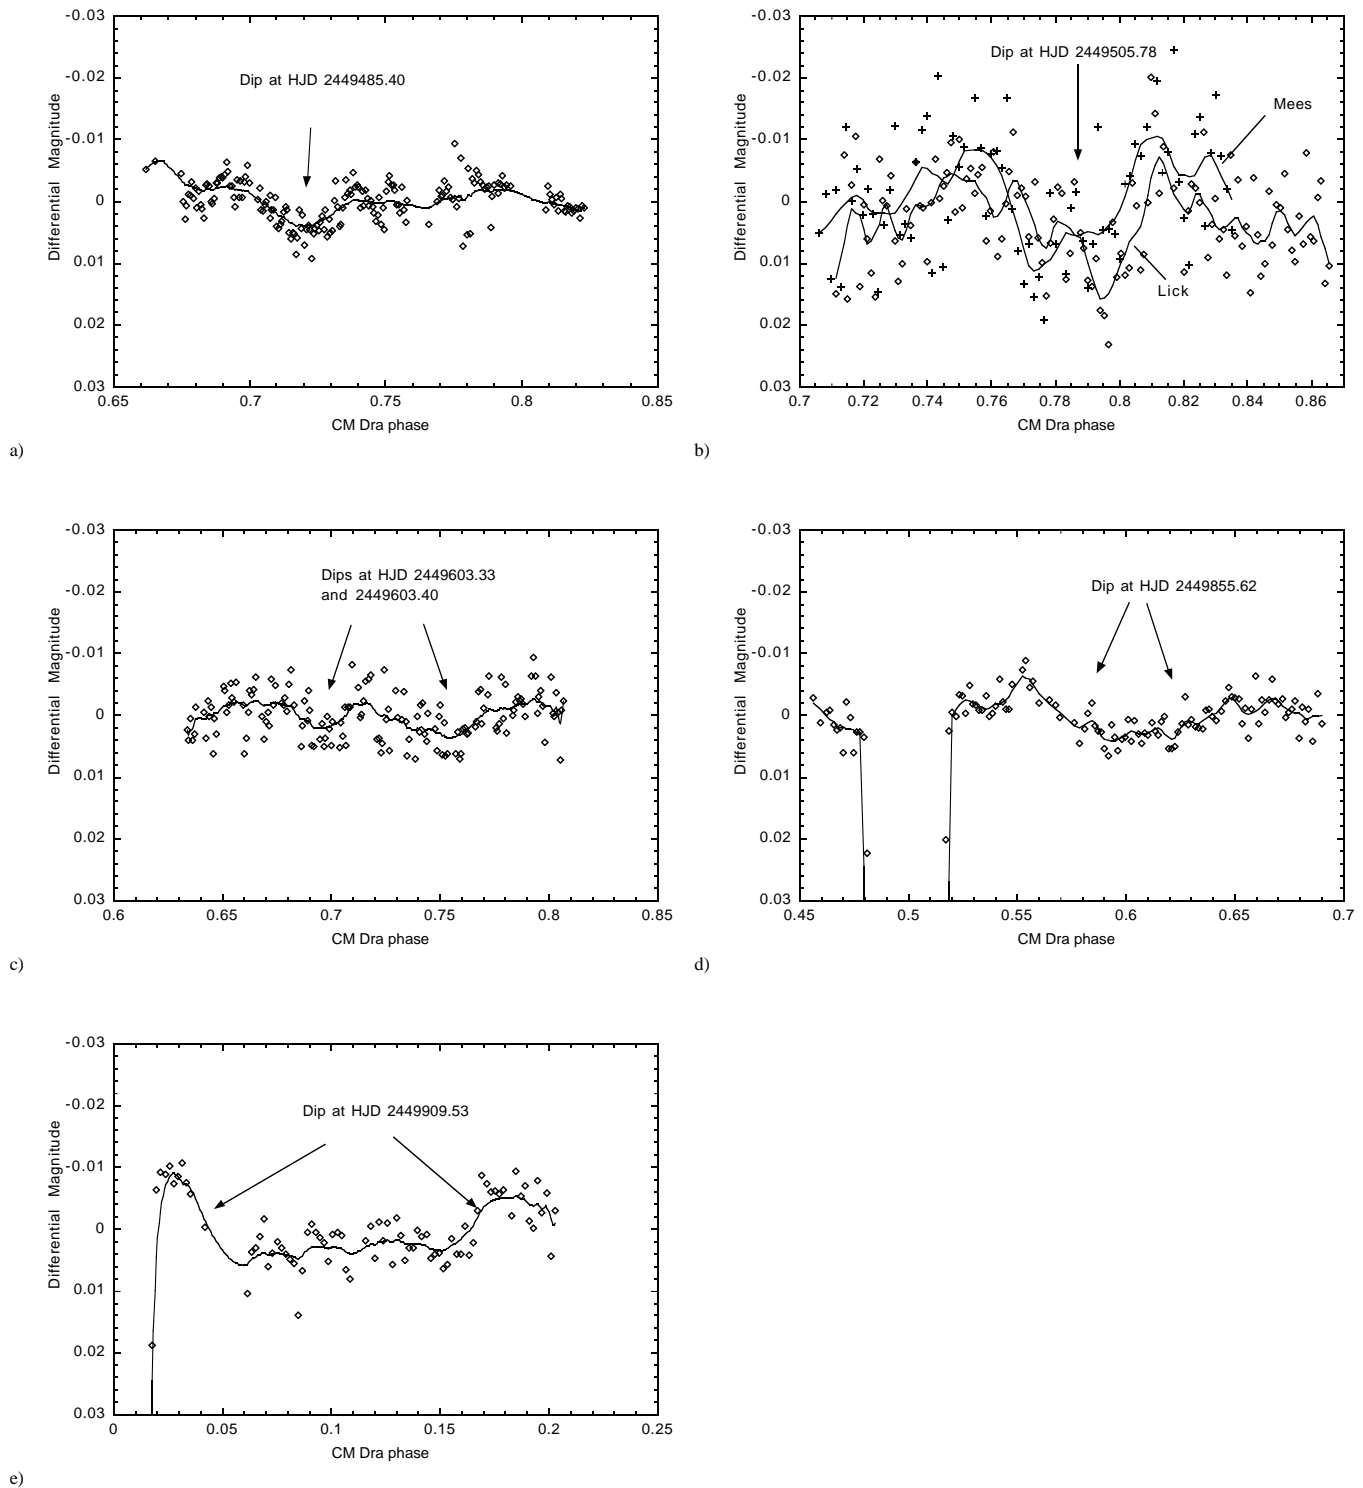 -0.03
-0.02
-0.01
0
0.01
0.02
0.03
Differential Magnitude
Dip at HJD 2449485.40
0.65 0.7 0.75 0.8 0.85
CM Dra phase
a)
-0.03
-0.02
-0.01
0
0.01
0.02
0.03
Differential Magnitude
Dip at HJD 2449505.78
Mees
Lick
0.7 0.72 0.74 0.76 0.78 0.8 0.82 0.84 0.86
CM Dra phase
b)
-0.03
-0.02
-0.01
0
0.01
0.02
0.03
Differential Magnitude
Dips at HJD 2449603.33
and 2449603.40
0.6 0.65 0.7 0.75 0.8 0.85
CM Dra phase
c)
-0.03
-0.02
-0.01
0
0.01
0.02
0.03
Differential Magnitude
Dip at HJD 2449855.62
0.45 0.5 0.55 0.6 0.65 0.7
CM Dra phase
d)
-0.03
-0.02
-0.01
0
0.01
0.02
0.03
Differential Magnitude
Dip at HJD 2449909.53
0 0.05 0.1 0.15 0.2 0.25
CM Dra phase
e)